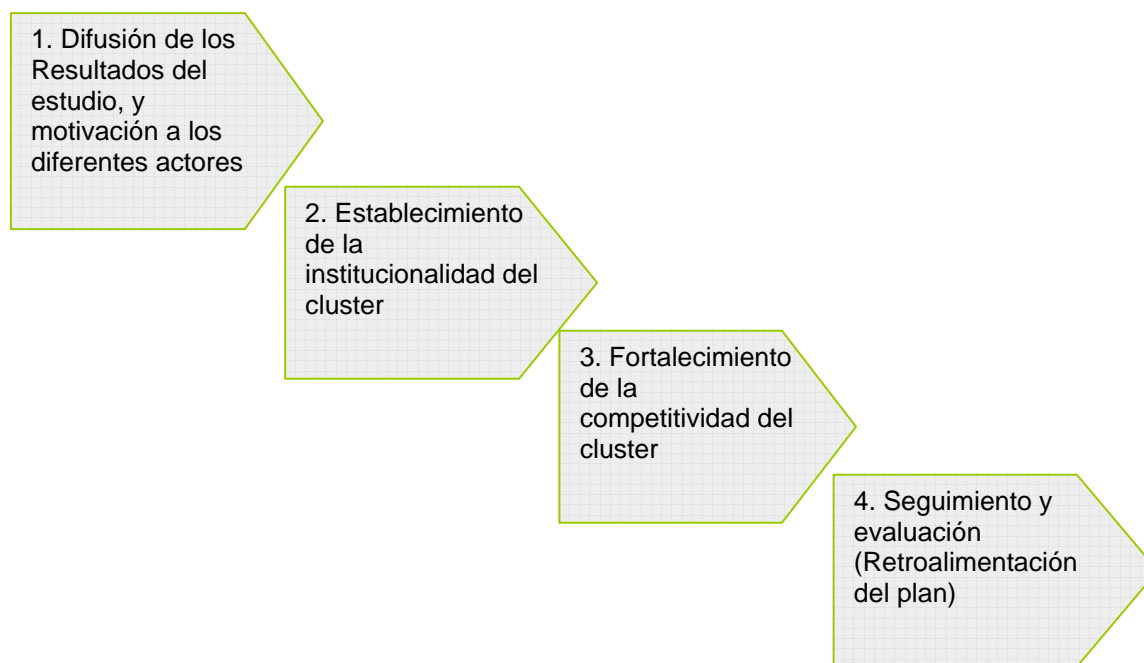 1. Difusión de los
Resultados del
estudio, y
motivación a los
diferentes actores
2. Establecimiento
de la
institucionalidad del
cluster
3. Fortalecimiento
de la
competitividad del
cluster
4. Seguimiento y
evaluación
(Retroalimentación
del plan)